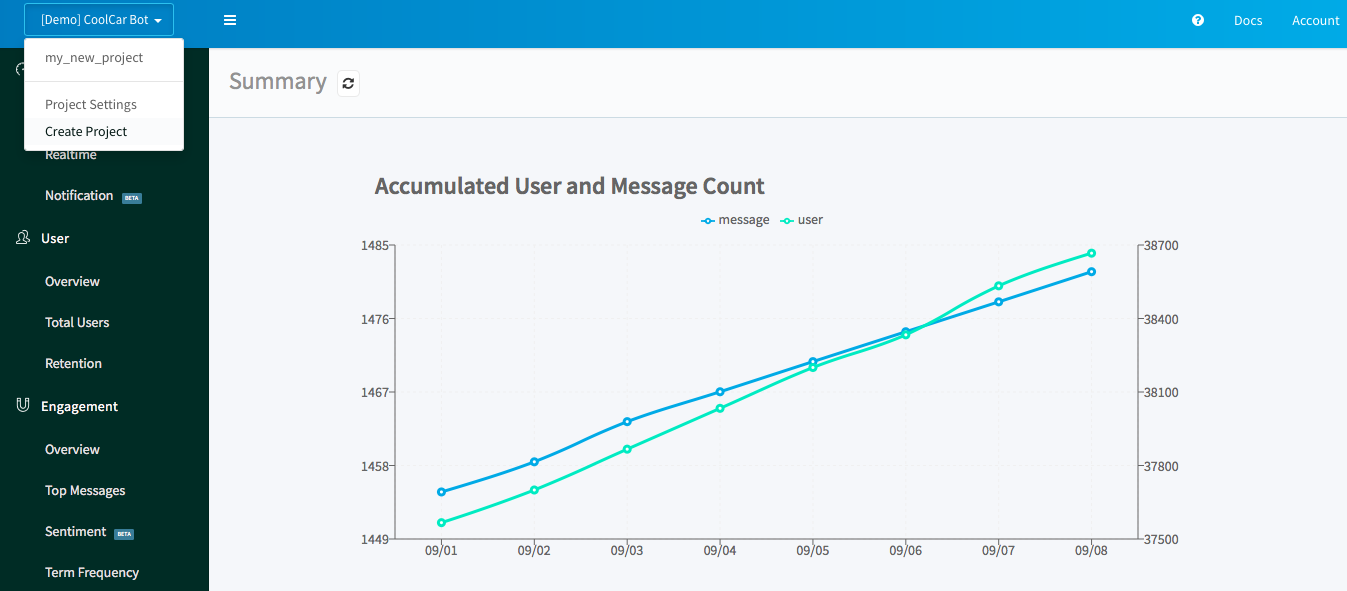 [Demo] CoolCar Bot
Docs
Account
my_new_project
Project Settings
Create Project
Realtime
Notification BETA
User
Overview
Total Users
Retention
Engagement
Overview
Top Messages
Sentiment BETA
Term Frequency
Summary
Accumulated User and Message Count
message user
1485 38700
1476 38400
1467 38100
1458 37800
1449 37500
09/01 09/02 09/03 09/04 09/05 09/06 09/07 09/08